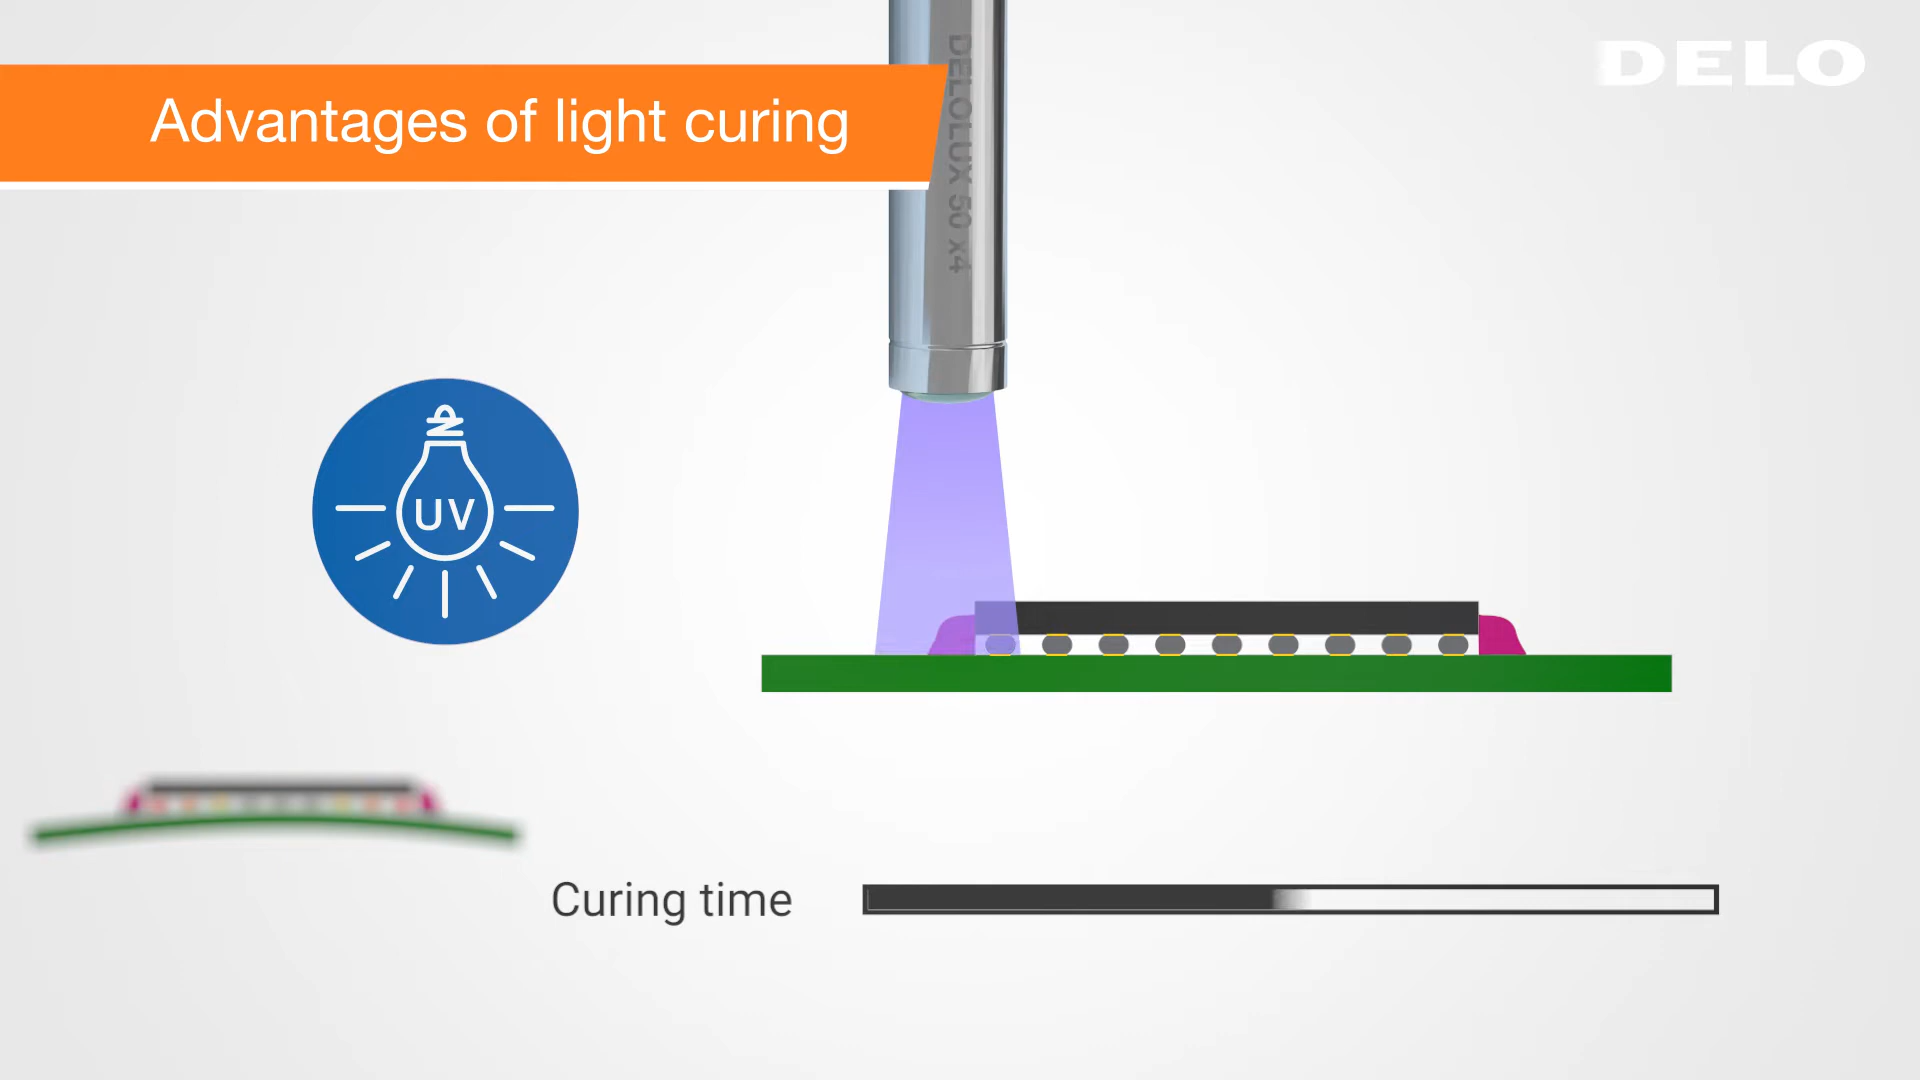 DELO
Advantages of light curing
DELOLUX 50 x4
UV
Curing time